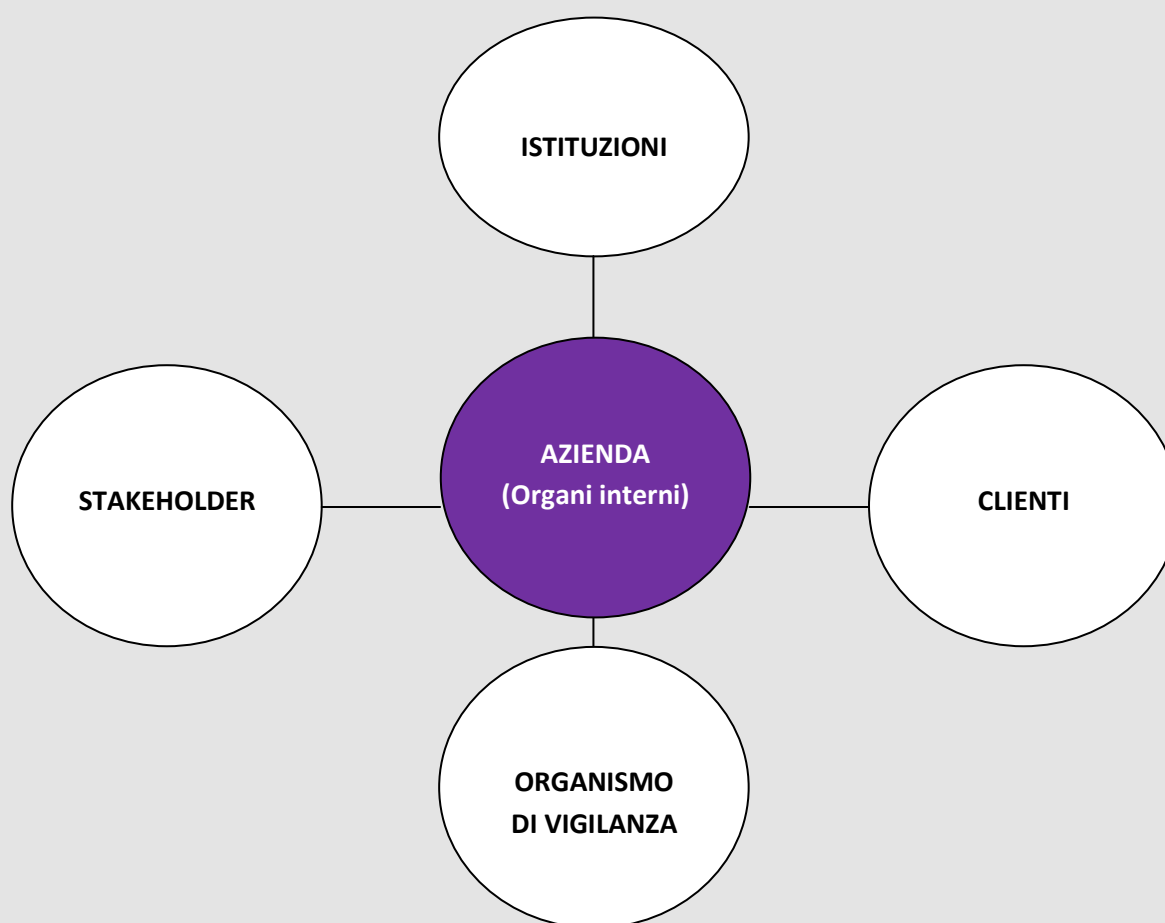 ISTITUZIONI
AZIENDA
(Organi interni)
STAKEHOLDER
CLIENTI
ORGANISMO
DI VIGILANZA